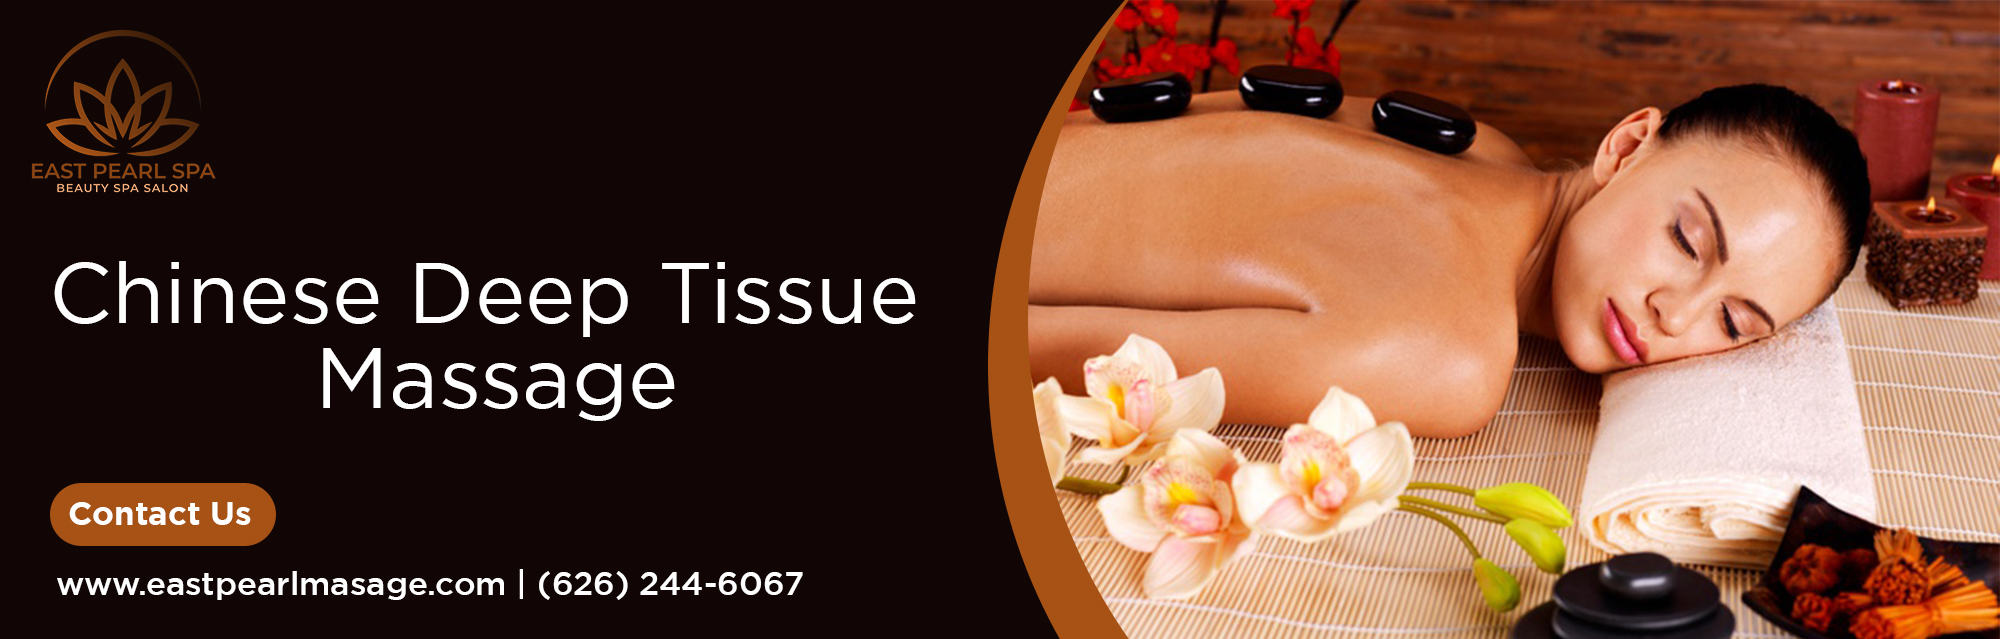 EAST PEARL SPA
BEAUTY SPA SALON
Chinese Deep Tissue
Massage
Contact Us
www.eastpearlmasage.com | (626) 244-6067